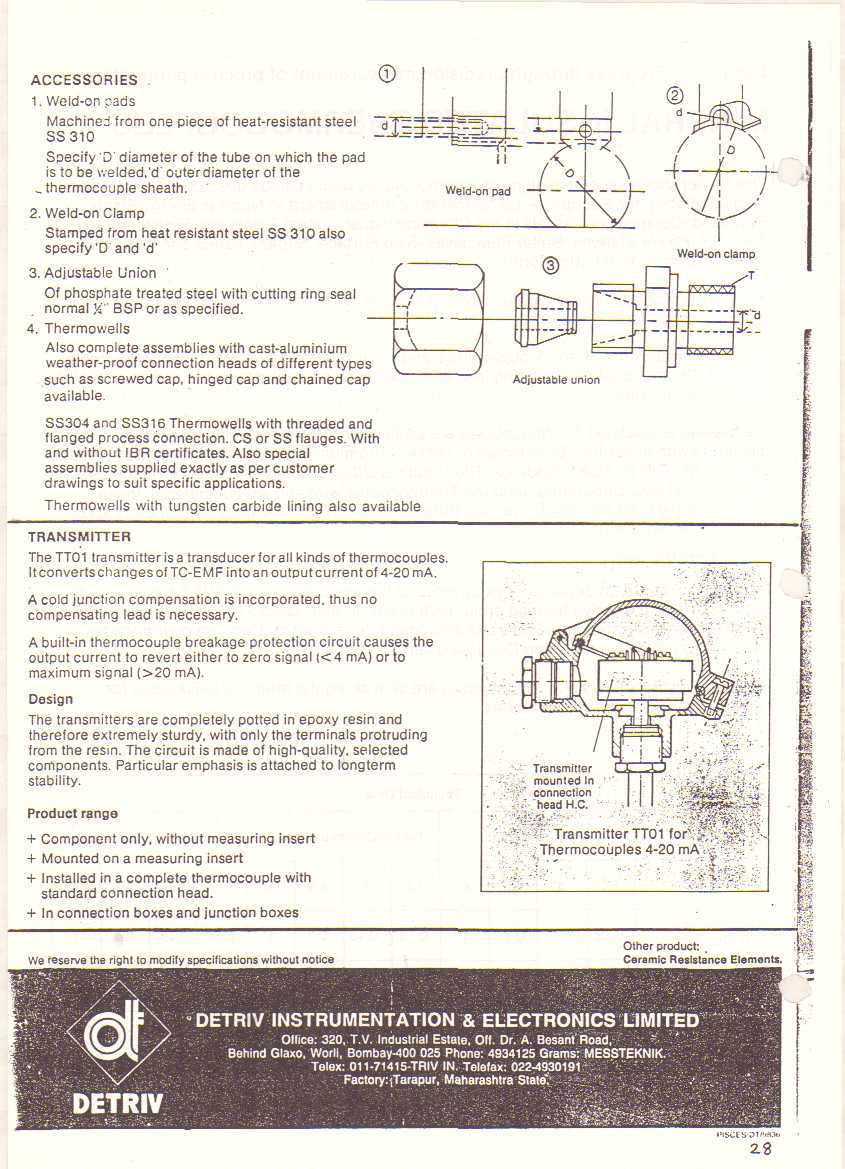 ACCESSORIES
1. Weld-on pads
Machined from one piece of heat-resistant steel
SS 310
Specify 'D' diameter of the tube on which the pad
is to be welded,'d' outer diameter of the
thermocouple sheath.
2. Weld-on Clamp
Stamped from heat resistant steel SS 310 also
specify 'D' and 'd'
3. Adjustable Union
Of phosphate treated steel with cutting ring seal
normal ½" BSP or as specified.
4. Thermowells
Also complete assemblies with cast-aluminium
weather-proof connection heads of different types
such as screwed cap, hinged cap and chained cap
available.
SS304 and SS316 Thermowells with threaded and
flanged process connection. CS or SS flauges. With
and without IBR certificates. Also special
assemblies supplied exactly as per customer
drawings to suit specific applications.
Thermowells with tungsten carbide lining also available
1
d
D
Weld-on pad
2
d
D
Weld-on clamp
3
T
d
Adjustable union
TRANSMITTER
The TT01 transmitter is a transducer for all kinds of thermocouples.
It converts changes of TC-EMF into an output current of 4-20 mA.
A cold junction compensation is incorporated, thus no
compensating lead is necessary.
A built-in thermocouple breakage protection circuit causes the
output current to revert either to zero signal (<4 mA) or to
maximum signal (>20 mA).
Design
The transmitters are completely potted in epoxy resin and
therefore extremely sturdy, with only the terminals protruding
from the resin. The circuit is made of high-quality, selected
components. Particular emphasis is attached to longterm
stability.
Product range
+ Component only, without measuring insert
+ Mounted on a measuring insert
+ Installed in a complete thermocouple with
standard connection head.
+ In connection boxes and junction boxes
Transmitter
mounted In
connection
head H.C.
Transmitter TT01 for
Thermocouples 4-20 mA
We reserve the right to modify specifications without notice
Other product:
Ceramic Resistance Elements.
dt
DETRIV
DETRIV INSTRUMENTATION & ELECTRONICS LIMITED
Office: 320, T.V. Industrial Estate, Off. Dr. A. Besant Road,
Behind Glaxo, Worli, Bombay-400 025 Phone: 4934125 Grams: MESSTEKNIK.
Telex: 011-71415-TRIV IN. Telefax: 022-4930191
Factory: Tarapur, Maharashtra State.
28